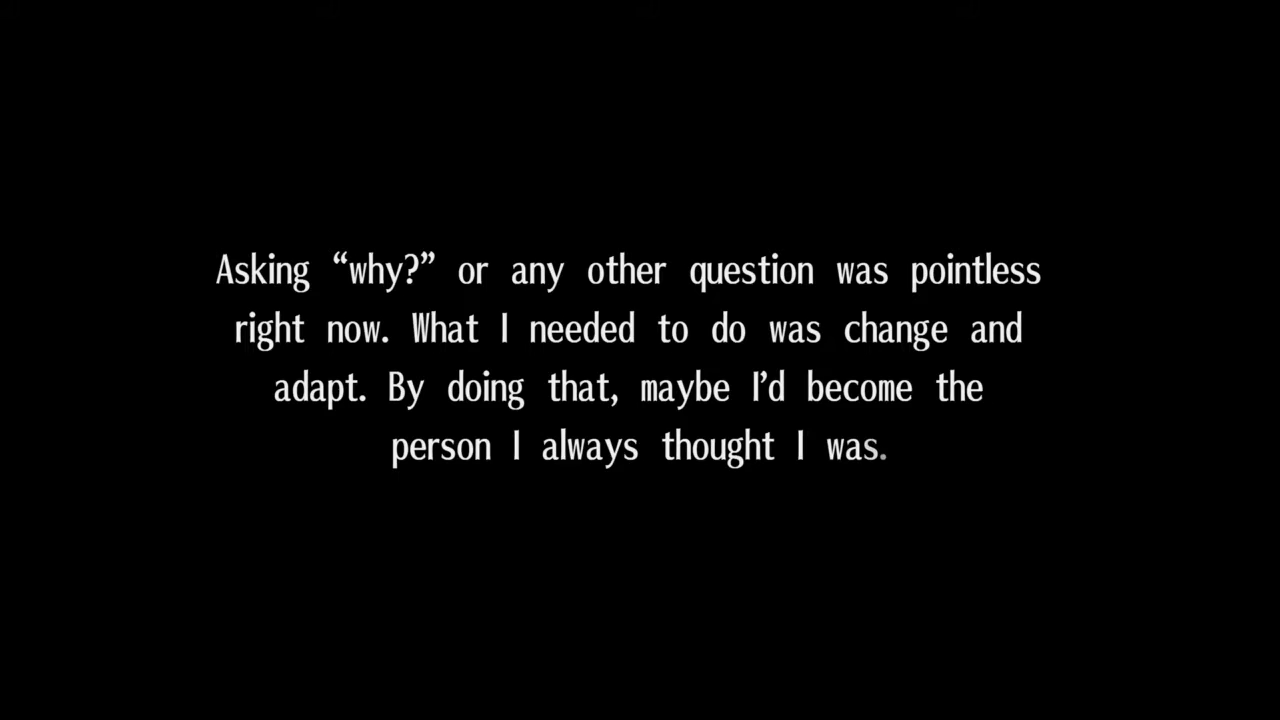 Asking “why?” or any other question was pointless
right now. What I needed to do was change and
adapt. By doing that, maybe I’d become the
person I always thought I was.